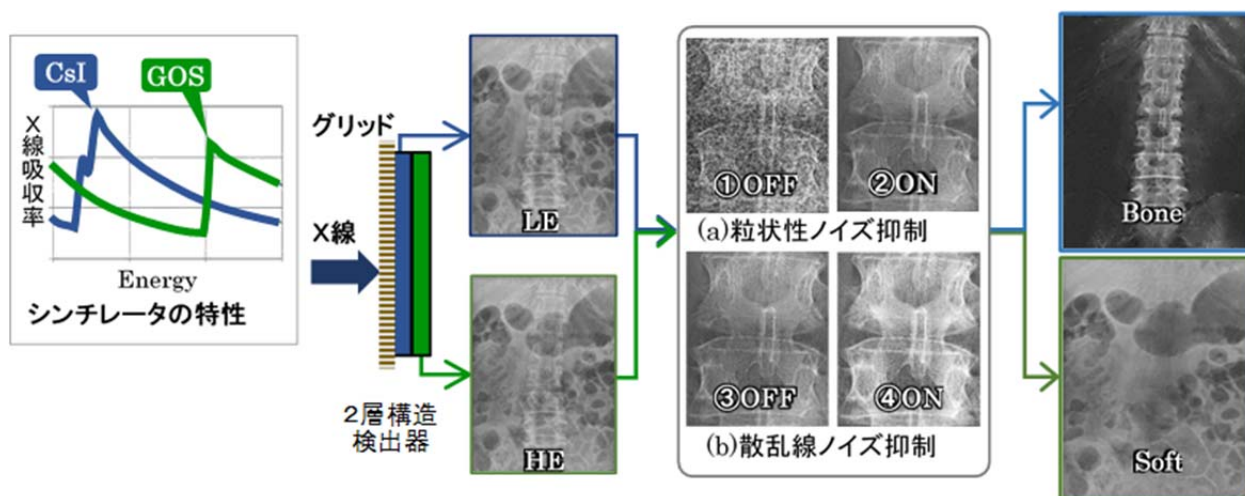 CsI
GOS
X線吸収率
Energy
シンチレータの特性
グリッド
X線
2層構造
検出器
LE
HE
①OFF
②ON
(a)粒状性ノイズ抑制
③OFF
④ON
(b)散乱線ノイズ抑制
Bone
Soft